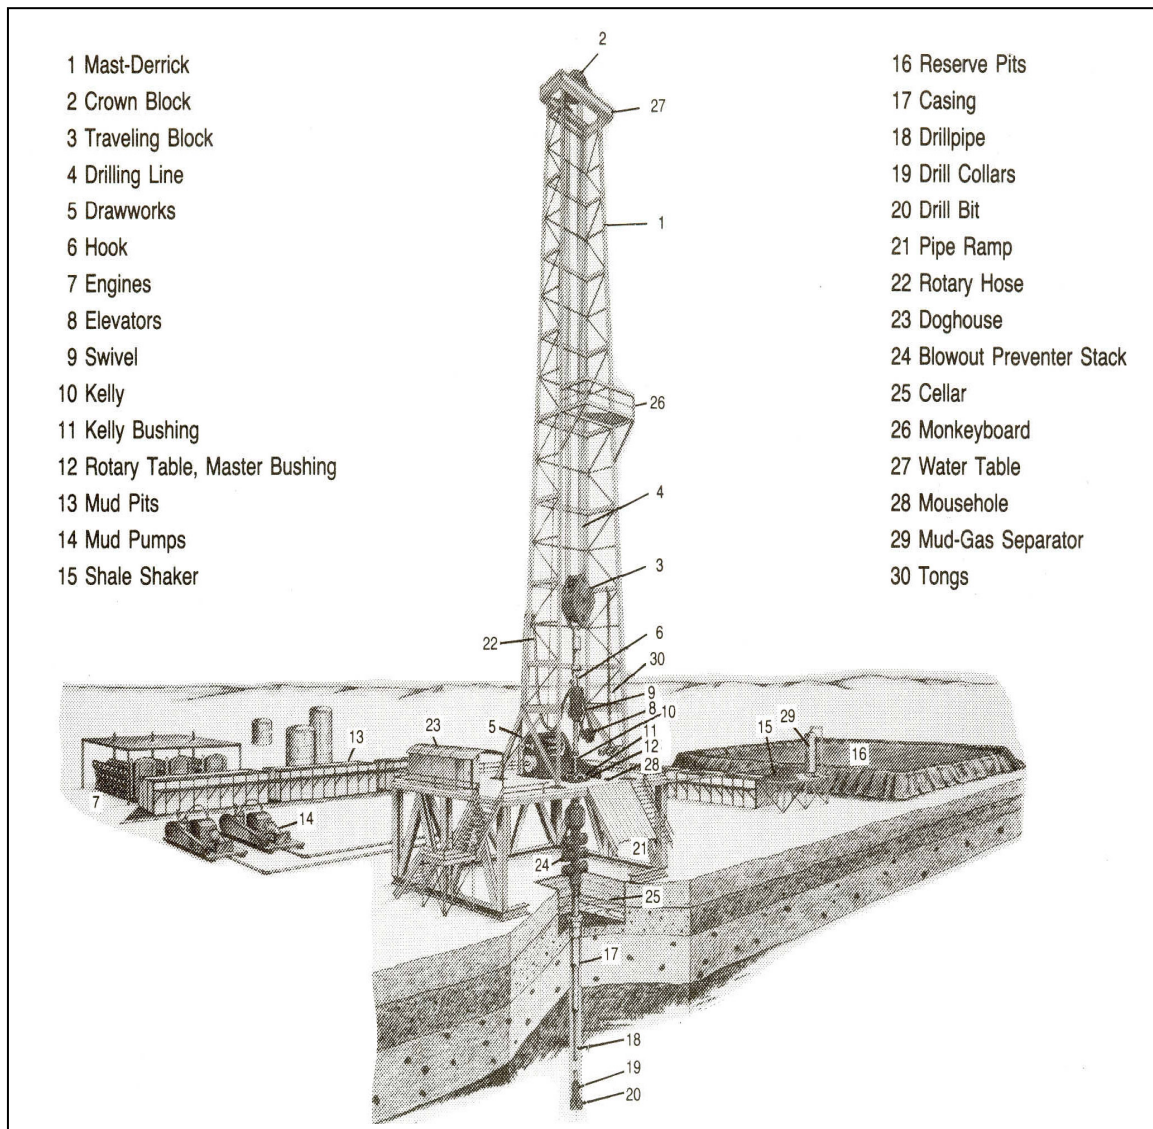 1 Mast-Derrick
2 Crown Block
3 Traveling Block
4 Drilling Line
5 Drawworks
6 Hook
7 Engines
8 Elevators
9 Swivel
10 Kelly
11 Kelly Bushing
12 Rotary Table, Master Bushing
13 Mud Pits
14 Mud Pumps
15 Shale Shaker
16 Reserve Pits
17 Casing
18 Drillpipe
19 Drill Collars
20 Drill Bit
21 Pipe Ramp
22 Rotary Hose
23 Doghouse
24 Blowout Preventer Stack
25 Cellar
26 Monkeyboard
27 Water Table
28 Mousehole
29 Mud-Gas Separator
30 Tongs
2
27
1
26
4
3
22
6
30
9
8
10
5
11
12
28
23
13
15
29
16
7
14
21
24
25
17
18
19
20